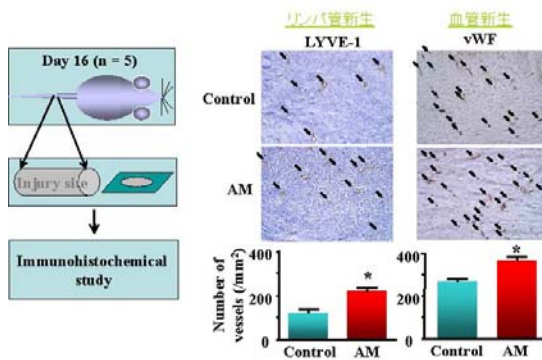 Day 16 (n = 5)
Injury site
Immunohistochemical
study
リンパ管新生
血管新生
LYVE-1
vWF
Control
AM
Number of
vessels (/mm²)
400
200
0
*
Control
AM
400
200
0
*
Control
AM